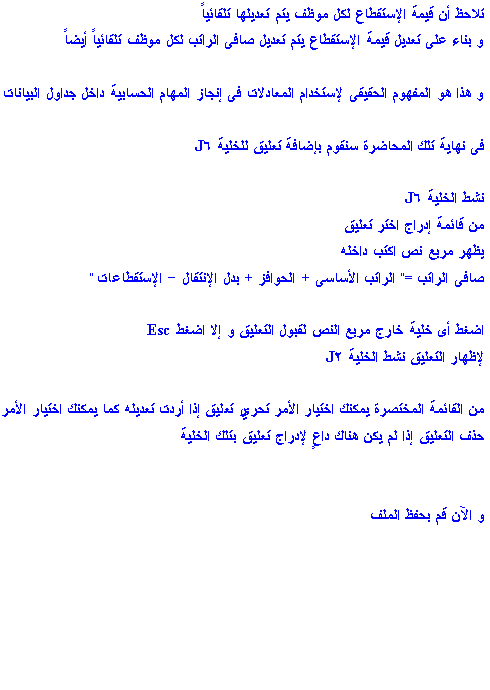 تلاحظ أن قيمة الإستقطاع لكل موظف يتم تعديلها تلقائياً
و بناء على تعديل قيمة الإستقطاع يتم تعديل صافى الراتب لكل موظف تلقائياً أيضاً
و هذا هو المفهوم الحقيقى لإستخدام المعادلات فى إنجاز المهام الحسابية داخل جداول البيانات
فى نهاية تلك المحاضرة سنقوم بإضافة تعليق للخلية J٦
نشط الخلية J٦
من قائمة إدراج اختر تعليق
يظهر مربع نص اكتب داخله
صافى الراتب =" الراتب الأساسى + الحوافز + بدل الإنتقال – الإستقطاعات "
اضغط أى خلية خارج مربع النص لقبول التعليق و إلا اضغط Esc
لإظهار التعليق نشط الخلية J٢
من القائمة المختصرة يمكنك اختيار الأمر تحرير تعليق إذا أردت تعديله كما يمكنك اختيار الأمر
حذف التعليق إذا لم يكن هناك داعٍ لإدراج تعليق بتلك الخلية
و الآن قم بحفظ الملف